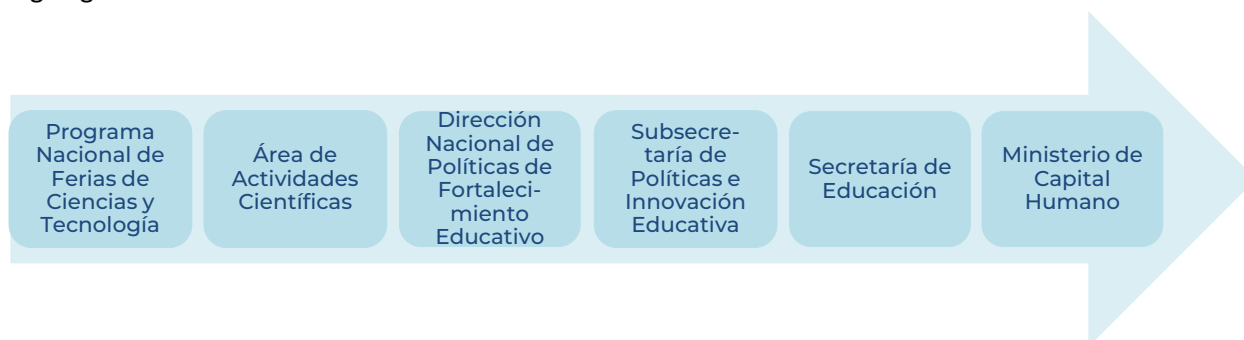 Programa
Nacional de
Ferias de
Ciencias y
Tecnología
Área de
Actividades
Científicas
Dirección
Nacional de
Políticas de
Fortaleci-
miento
Educativo
Subsecre-
taría de
Políticas e
Innovación
Educativa
Secretaría de
Educación
Ministerio de
Capital
Humano